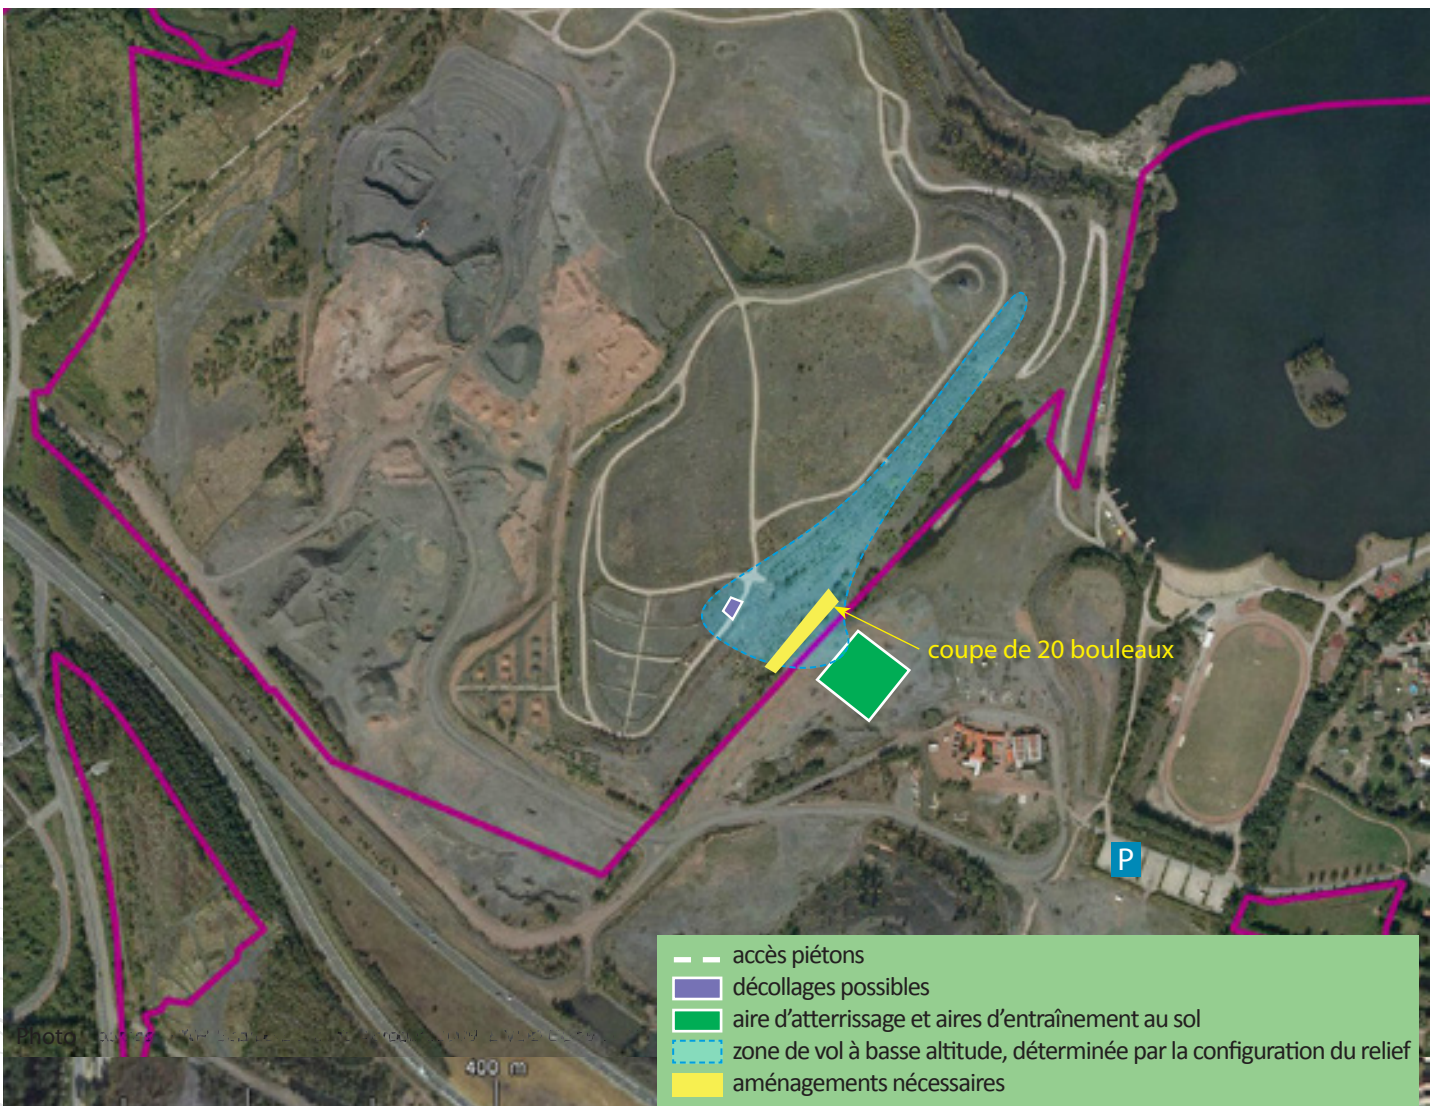 coupe de 20 bouleaux
P
accès piétons
décollages possibles
aire d'atterrissage et aires d'entraînement au sol
zone de vol à basse altitude, déterminée par la configuration du relief
aménagements nécessaires
Photo
400 m